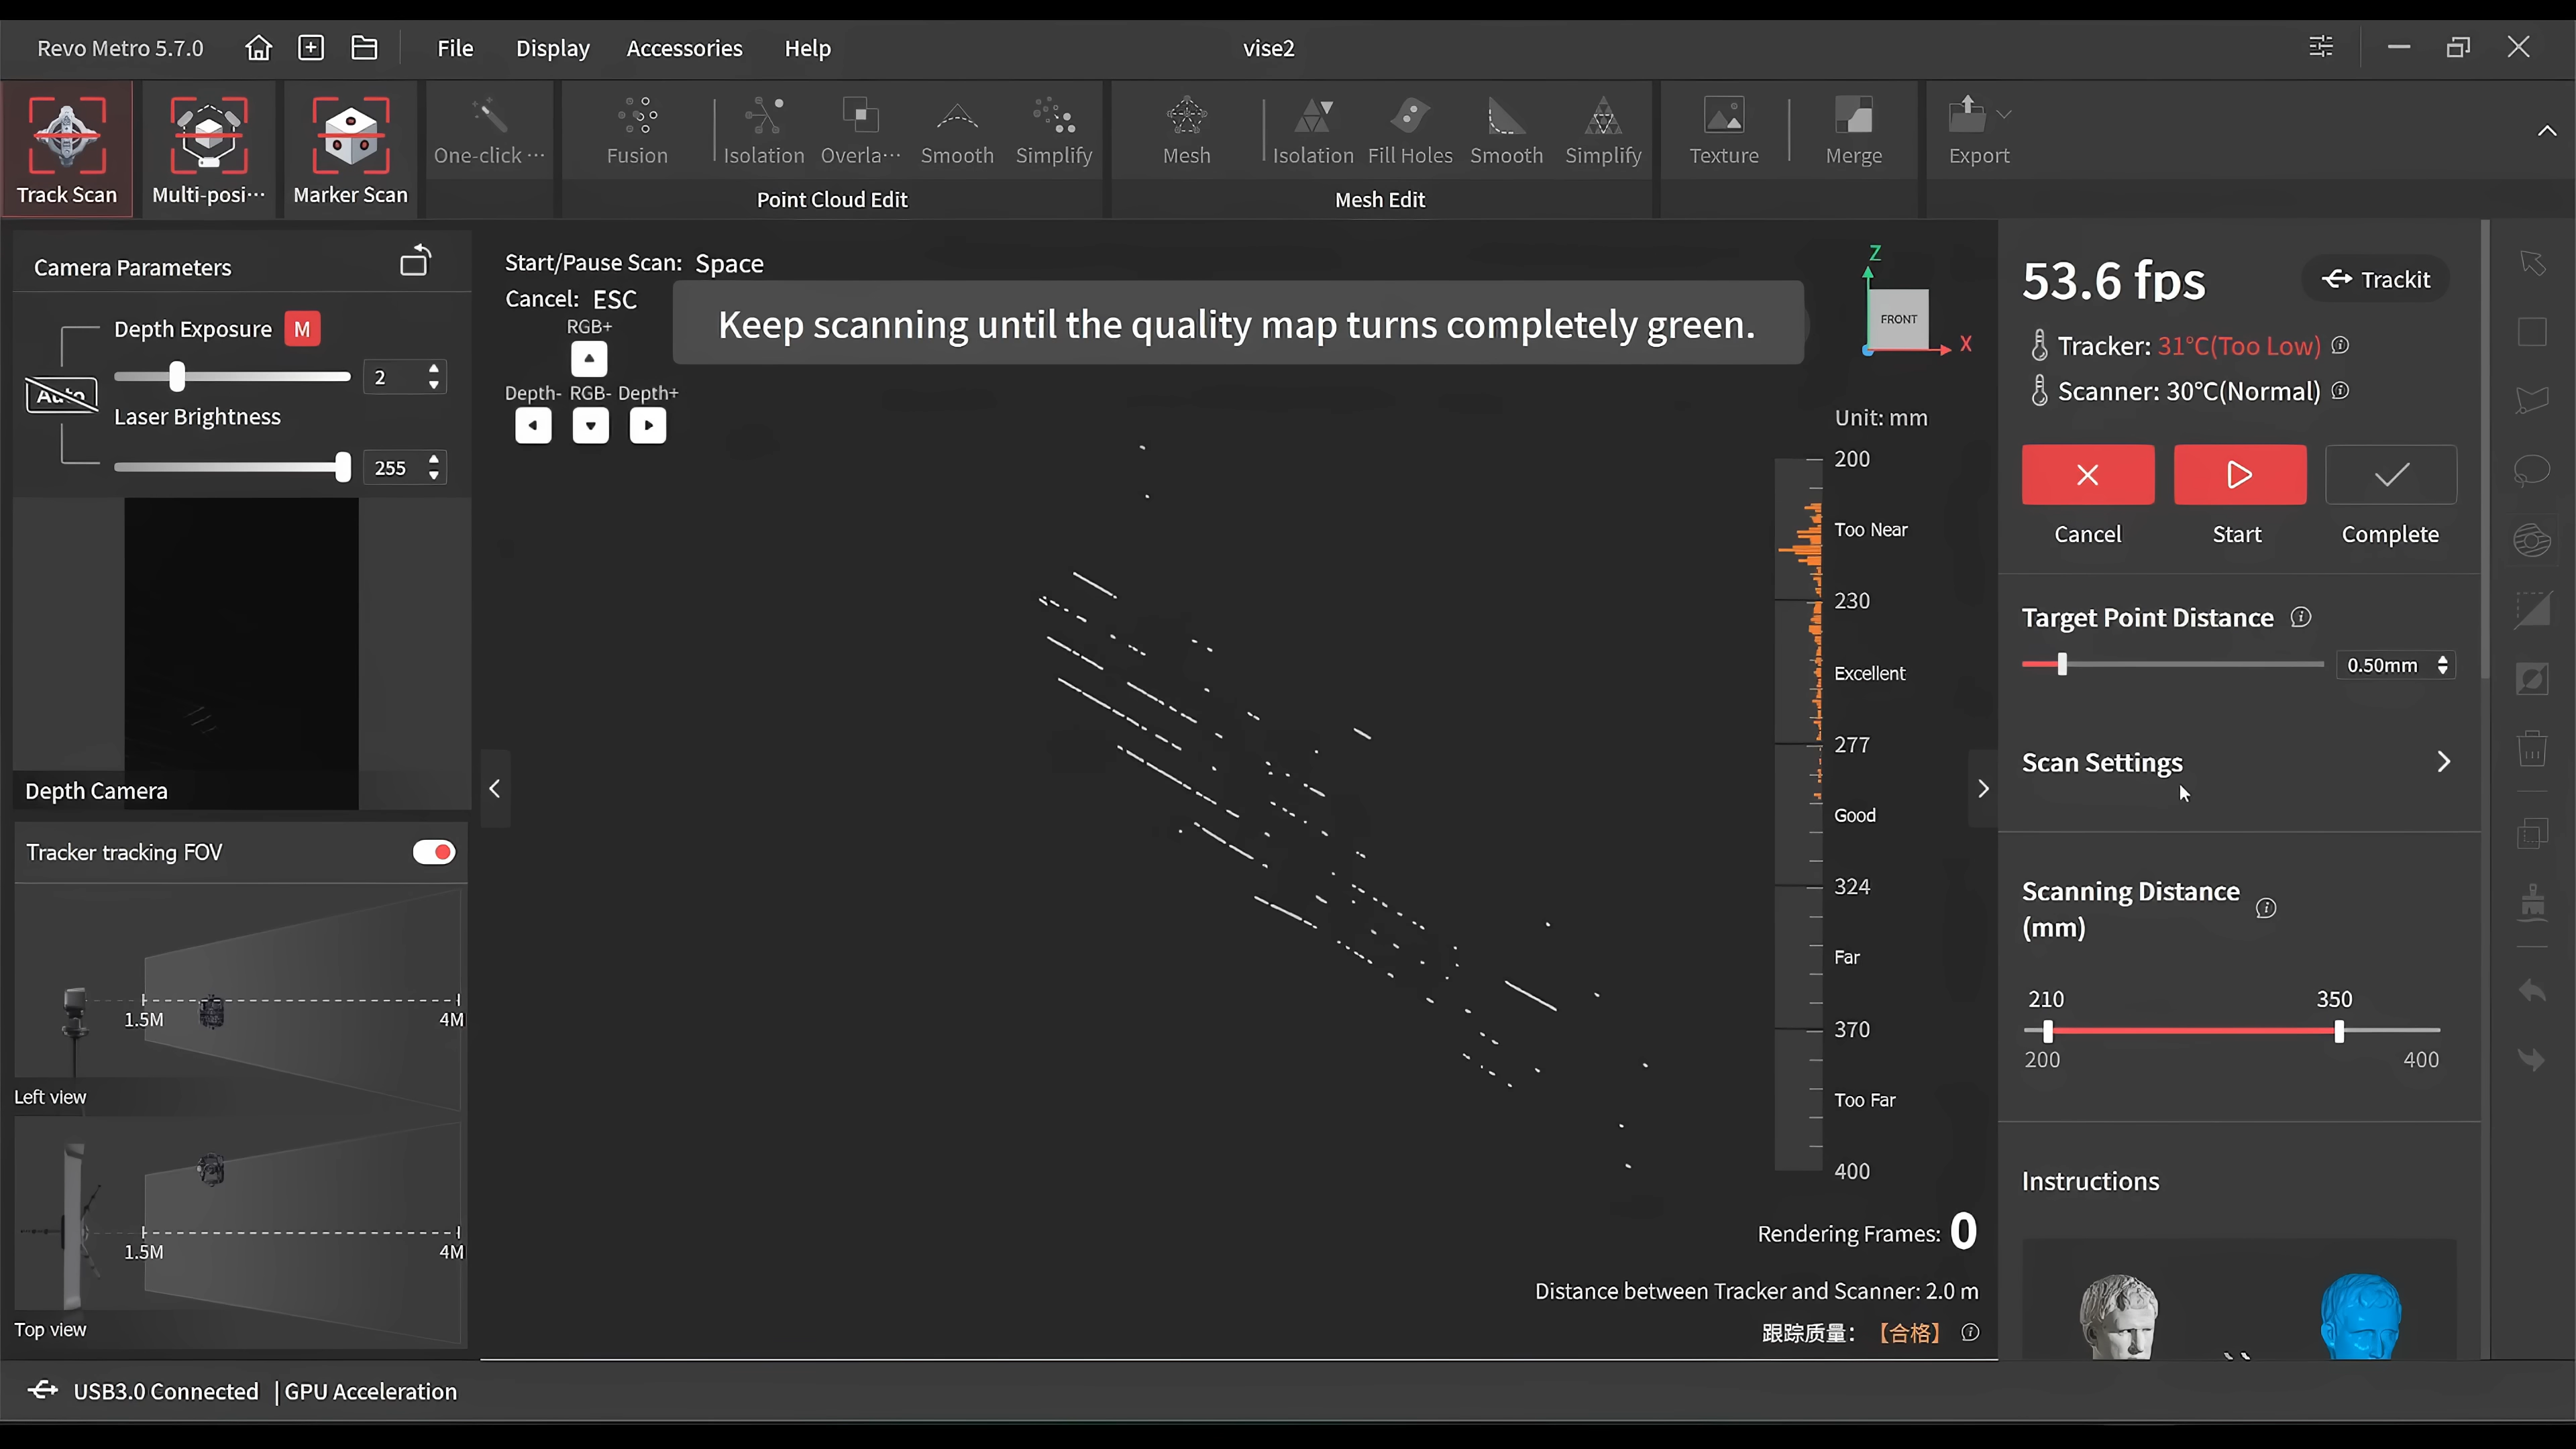 Revo Metro 5.7.0 File Display Accessories Help vise2
Track Scan Multi-posi··· Marker Scan One-click ··· Fusion Isolation Overla··· Smooth Simplify Mesh Isolation Fill Holes Smooth Simplify Texture Merge Export
Point Cloud Edit Mesh Edit
Camera Parameters
Depth Exposure M
2
Auto
Laser Brightness
255
Depth Camera
Tracker tracking FOV
1.5M 4M
Left view
1.5M 4M
Top view
Start/Pause Scan: Space
Cancel: ESC
RGB+
Depth- RGB- Depth+
Keep scanning until the quality map turns completely green.
Z
FRONT
X
Unit: mm
200
Too Near
230
Excellent
277
Good
324
Far
370
Too Far
400
Rendering Frames: 0
Distance between Tracker and Scanner: 2.0 m
跟踪质量：【合格】
53.6 fps Trackit
Tracker: 31°C(Too Low)
Scanner: 30°C(Normal)
Cancel Start Complete
Target Point Distance
0.50mm
Scan Settings
Scanning Distance
(mm)
210 350
200 400
Instructions
USB3.0 Connected | GPU Acceleration